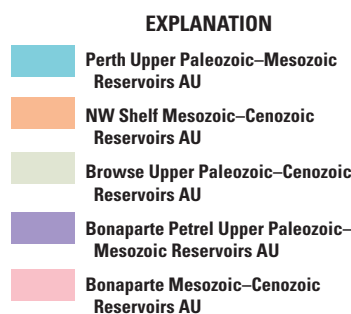 EXPLANATION
Perth Upper Paleozoic–Mesozoic
Reservoirs AU
NW Shelf Mesozoic–Cenozoic
Reservoirs AU
Browse Upper Paleozoic–Cenozoic
Reservoirs AU
Bonaparte Petrel Upper Paleozoic–
Mesozoic Reservoirs AU
Bonaparte Mesozoic–Cenozoic
Reservoirs AU